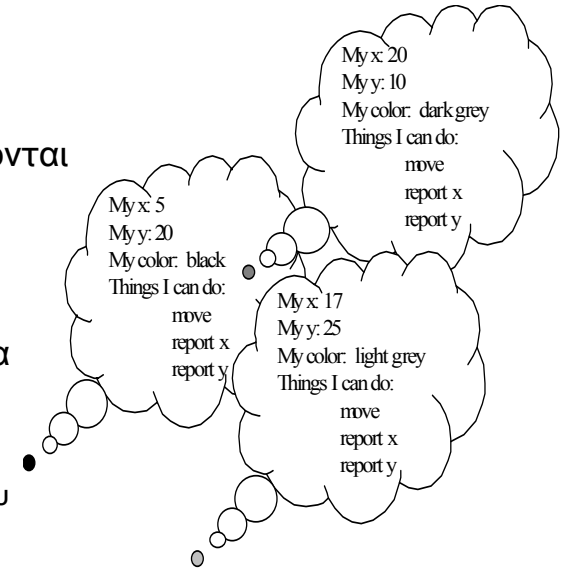 My x: 20
My y: 10
My color: dark grey
Things I can do:
move
report x
report y
My x: 5
My y: 20
My color: black
Things I can do:
move
report x
report y
My x: 17
My y: 25
My color: light grey
Things I can do:
move
report x
report y